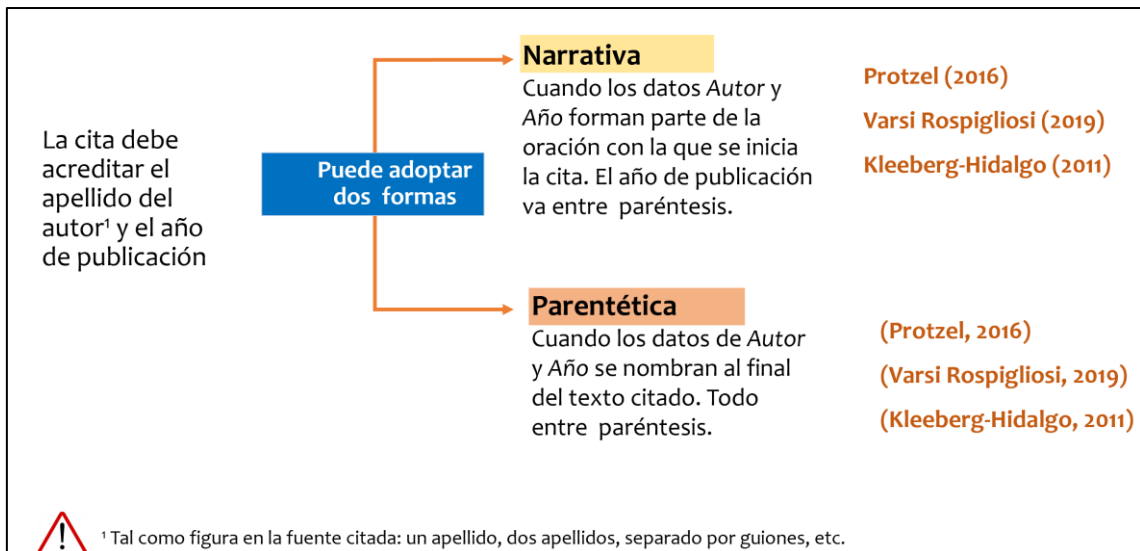 La cita debe
acreditar el
apellido del
autor¹ y el año
de publicación
Puede adoptar
dos formas
Narrativa
Cuando los datos Autor y
Año forman parte de la
oración con la que se inicia
la cita. El año de publicación
va entre paréntesis.
Protzel (2016)
Varsi Rospigliosi (2019)
Kleeberg-Hidalgo (2011)
Parentética
Cuando los datos de Autor
y Año se nombran al final
del texto citado. Todo
entre paréntesis.
(Protzel, 2016)
(Varsi Rospigliosi, 2019)
(Kleeberg-Hidalgo, 2011)
!
¹ Tal como figura en la fuente citada: un apellido, dos apellidos, separado por guiones, etc.